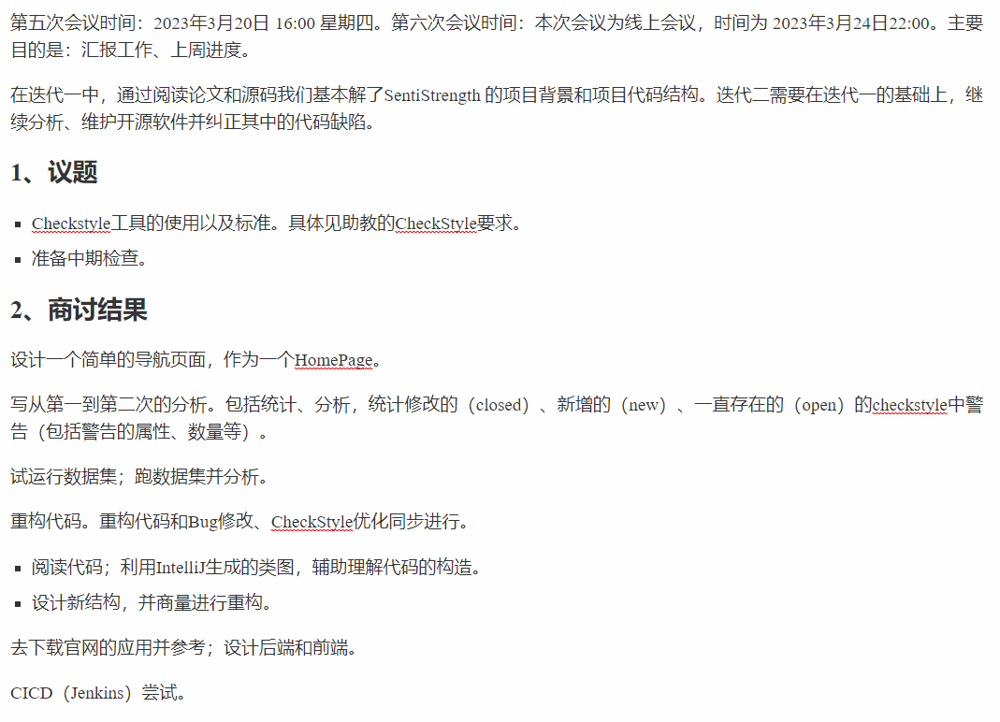 第五次会议时间：2023年3月20日 16:00 星期四。第六次会议时间：本次会议为线上会议，时间为 2023年3月24日22:00。主要
目的是：汇报工作、上周进度。
在迭代一中，通过阅读论文和源码我们基本解了SentiStrength 的项目背景和项目代码结构。迭代二需要在迭代一的基础上，继
续分析、维护开源软件并纠正其中的代码缺陷。
1、议题
▪ Checkstyle工具的使用以及标准。具体见助教的CheckStyle要求。
▪ 准备中期检查。
2、商讨结果
设计一个简单的导航页面，作为一个HomePage。
写从第一到第二次的分析。包括统计、分析，统计修改的（closed）、新增的（new）、一直存在的（open）的checkstyle中警
告（包括警告的属性、数量等）。
试运行数据集；跑数据集并分析。
重构代码。重构代码和Bug修改、CheckStyle优化同步进行。
▪ 阅读代码；利用IntelliJ生成的类图，辅助理解代码的构造。
▪ 设计新结构，并商量进行重构。
去下载官网的应用并参考；设计后端和前端。
CICD（Jenkins）尝试。